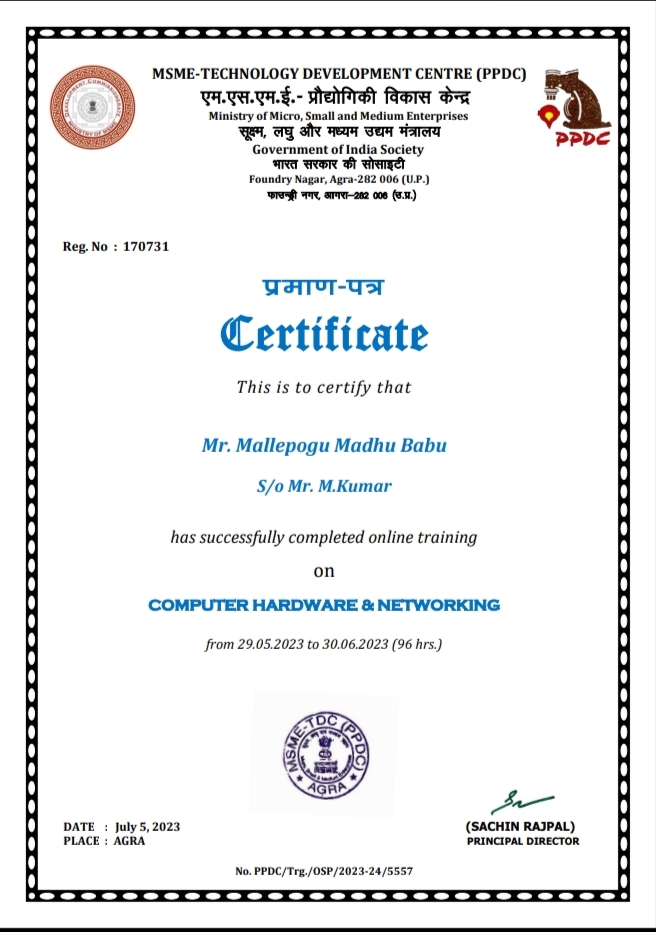 MSME-TECHNOLOGY DEVELOPMENT CENTRE (PPDC)
एम.एस.एम.ई.- प्रौद्योगिकी विकास केन्द्र
Ministry of Micro, Small and Medium Enterprises
सूक्ष्म, लघु और मध्यम उद्यम मंत्रालय
Government of India Society
भारत सरकार की सोसाइटी
Foundry Nagar, Agra-282 006 (U.P.)
फाउन्ड्री नगर, आगरा–282 006 (उ.प्र.)
PPDC
Reg. No : 170731
प्रमाण-पत्र
Certificate
This is to certify that
Mr. Mallepogu Madhu Babu
S/o Mr. M.Kumar
has successfully completed online training
on
COMPUTER HARDWARE & NETWORKING
from 29.05.2023 to 30.06.2023 (96 hrs.)
MSME-TDC (PPDC)
AGRA
DATE : July 5, 2023
PLACE : AGRA
(SACHIN RAJPAL)
PRINCIPAL DIRECTOR
No. PPDC/Trg./OSP/2023-24/5557